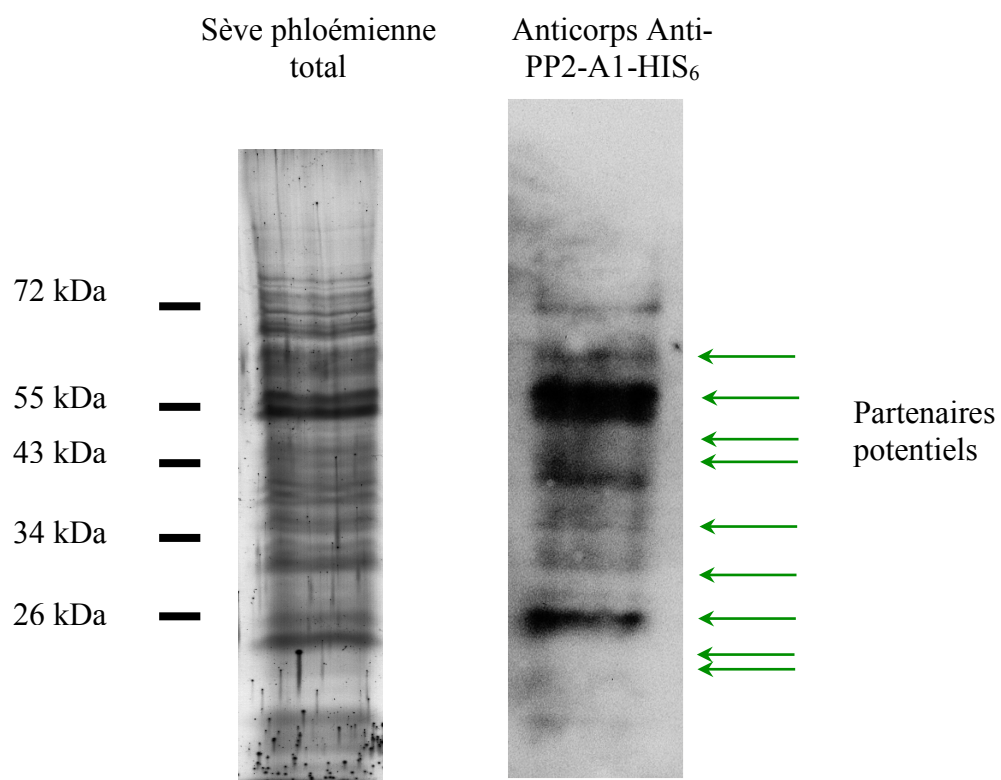 Sève phloémienne
total
Anticorps Anti-
PP2-A1-HIS₆
72 kDa
55 kDa
43 kDa
34 kDa
26 kDa
Partenaires
potentiels